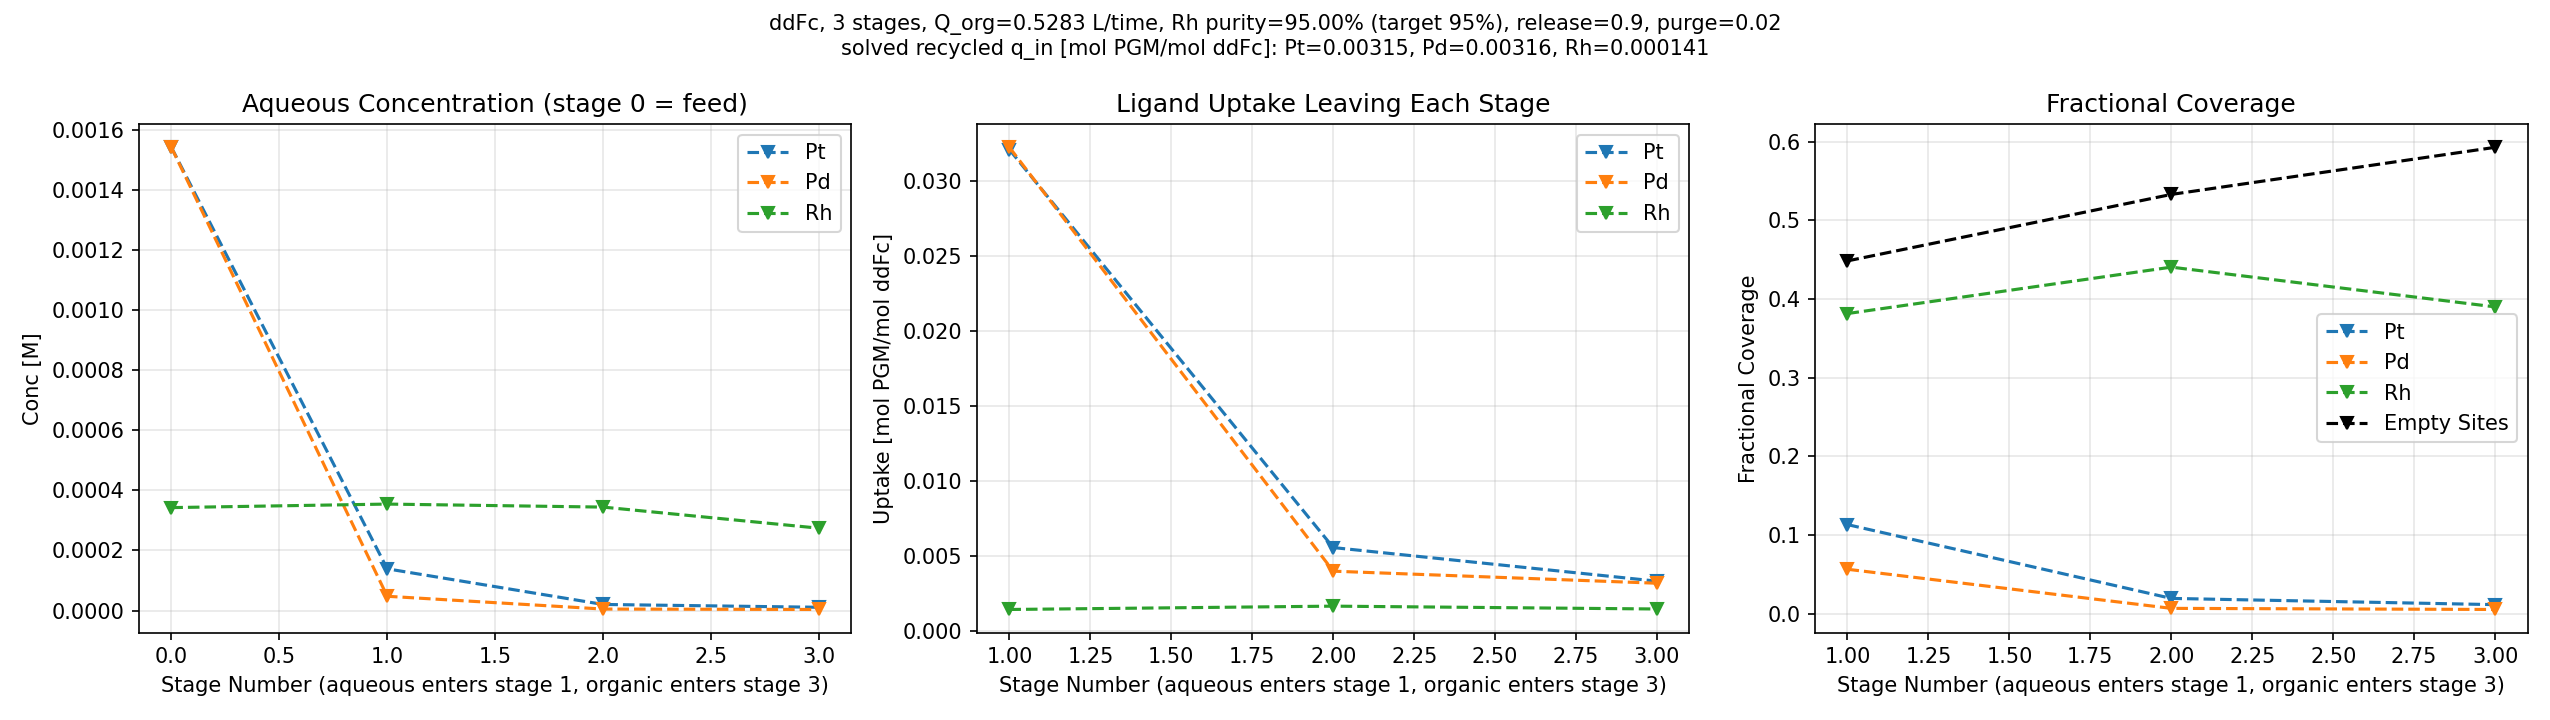 ddFc, 3 stages, Q_org=0.5283 L/time, Rh purity=95.00% (target 95%), release=0.9, purge=0.02
solved recycled q_in [mol PGM/mol ddFc]: Pt=0.00315, Pd=0.00316, Rh=0.000141
Aqueous Concentration (stage 0 = feed)
Conc [M]
0.0016
0.0014
0.0012
0.0010
0.0008
0.0006
0.0004
0.0002
0.0000
Pt
Pd
Rh
0.0 0.5 1.0 1.5 2.0 2.5 3.0
Stage Number (aqueous enters stage 1, organic enters stage 3)
Ligand Uptake Leaving Each Stage
Uptake [mol PGM/mol ddFc]
0.030
0.025
0.020
0.015
0.010
0.005
0.000
Pt
Pd
Rh
1.00 1.25 1.50 1.75 2.00 2.25 2.50 2.75 3.00
Stage Number (aqueous enters stage 1, organic enters stage 3)
Fractional Coverage
Fractional Coverage
0.6
0.5
0.4
0.3
0.2
0.1
0.0
Pt
Pd
Rh
Empty Sites
1.00 1.25 1.50 1.75 2.00 2.25 2.50 2.75 3.00
Stage Number (aqueous enters stage 1, organic enters stage 3)